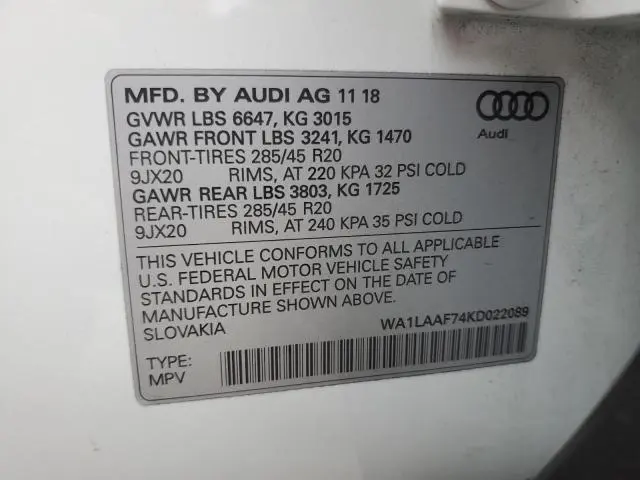 MFD. BY AUDI AG 11 18
GVWR LBS 6647, KG 3015
GAWR FRONT LBS 3241, KG 1470
FRONT-TIRES 285/45 R20
9JX20 RIMS, AT 220 KPA 32 PSI COLD
GAWR REAR LBS 3803, KG 1725
REAR-TIRES 285/45 R20
9JX20 RIMS, AT 240 KPA 35 PSI COLD
Audi
THIS VEHICLE CONFORMS TO ALL APPLICABLE
U.S. FEDERAL MOTOR VEHICLE SAFETY
STANDARDS IN EFFECT ON THE DATE OF
MANUFACTURE SHOWN ABOVE.
SLOVAKIA
WA1LAAF74KD022089
TYPE:
MPV